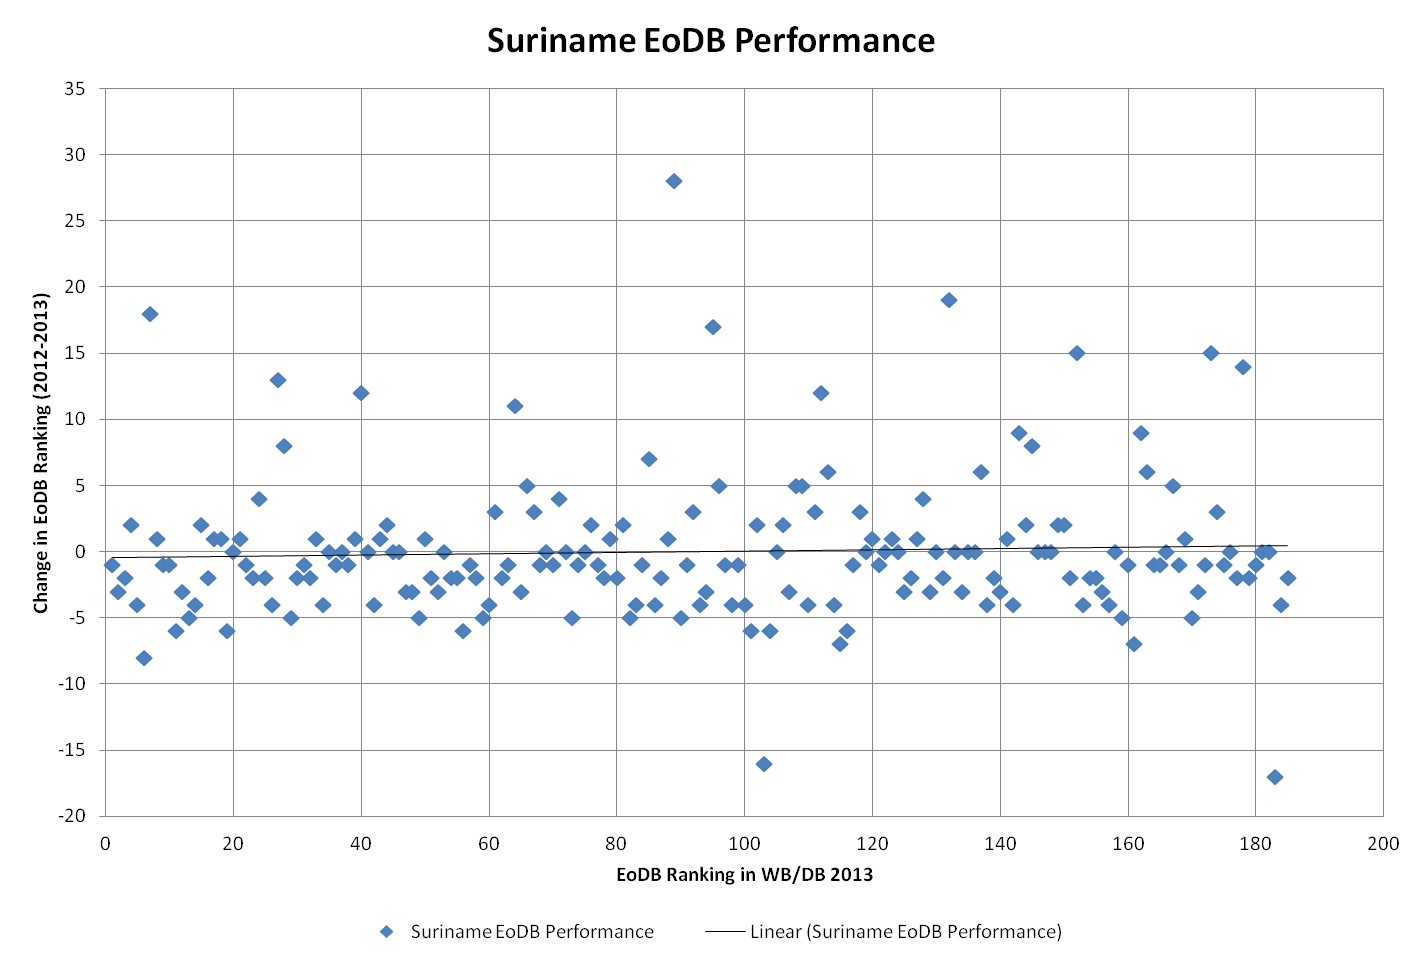 Suriname EoDB Performance
35
30
25
20
15
10
5
0
-5
-10
-15
-20
Change in EoDB Ranking (2012-2013)
0 20 40 60 80 100 120 140 160 180 200
EoDB Ranking in WB/DB 2013
Suriname EoDB Performance Linear (Suriname EoDB Performance)